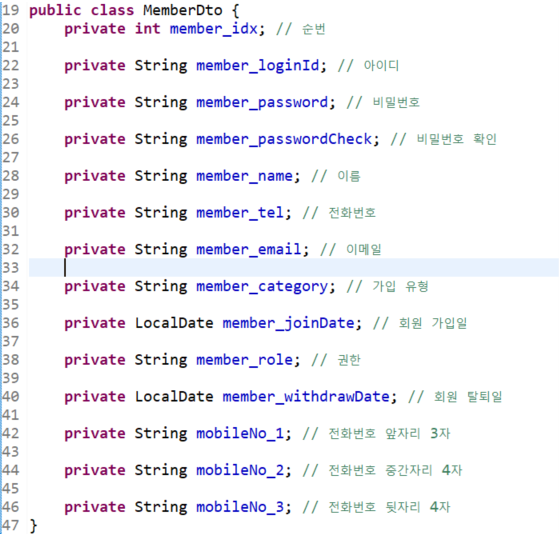 19 public class MemberDto {
20 private int member_idx; // 순번
21
22 private String member_loginId; // 아이디
23
24 private String member_password; // 비밀번호
25
26 private String member_passwordCheck; // 비밀번호 확인
27
28 private String member_name; // 이름
29
30 private String member_tel; // 전화번호
31
32 private String member_email; // 이메일
33
34 private String member_category; // 가입 유형
35
36 private LocalDate member_joinDate; // 회원 가입일
37
38 private String member_role; // 권한
39
40 private LocalDate member_withdrawDate; // 회원 탈퇴일
41
42 private String mobileNo_1; // 전화번호 앞자리 3자
43
44 private String mobileNo_2; // 전화번호 중간자리 4자
45
46 private String mobileNo_3; // 전화번호 뒷자리 4자
47 }